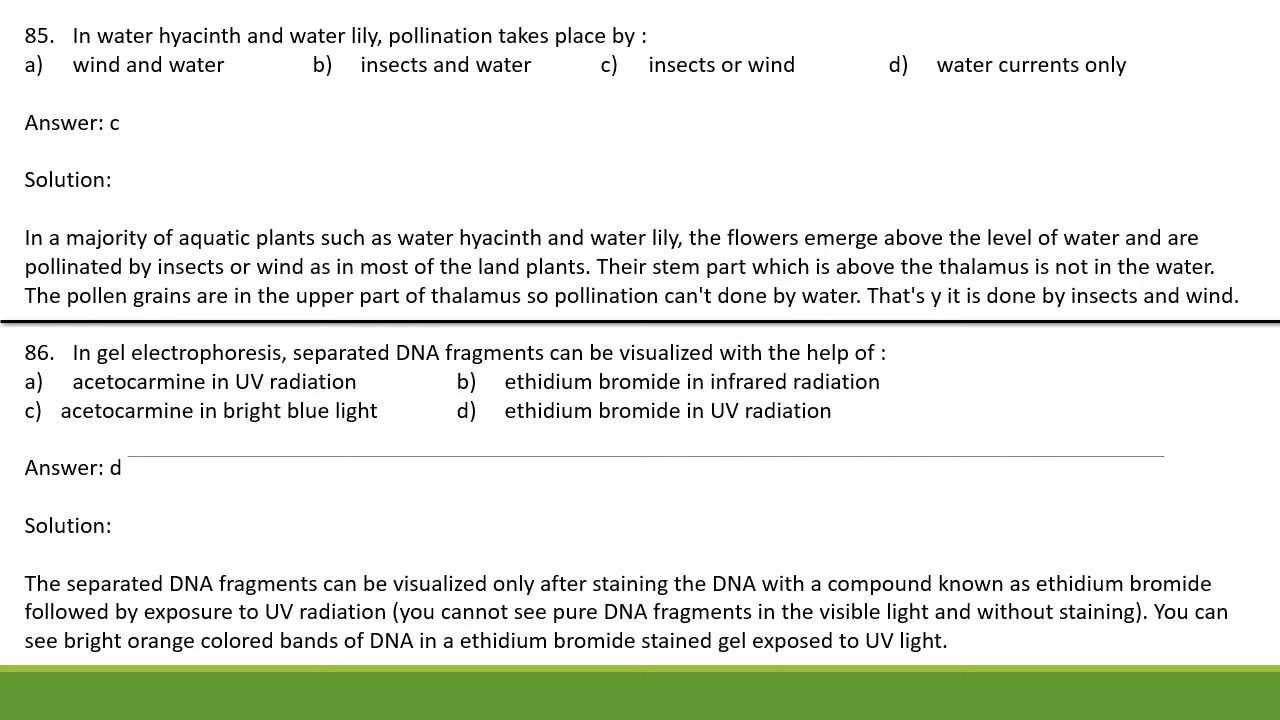 85. In water hyacinth and water lily, pollination takes place by :
a) wind and water b) insects and water c) insects or wind d) water currents only
Answer: c
Solution:
In a majority of aquatic plants such as water hyacinth and water lily, the flowers emerge above the level of water and are
pollinated by insects or wind as in most of the land plants. Their stem part which is above the thalamus is not in the water.
The pollen grains are in the upper part of thalamus so pollination can't done by water. That's y it is done by insects and wind.
86. In gel electrophoresis, separated DNA fragments can be visualized with the help of :
a) acetocarmine in UV radiation b) ethidium bromide in infrared radiation
c) acetocarmine in bright blue light d) ethidium bromide in UV radiation
Answer: d
Solution:
The separated DNA fragments can be visualized only after staining the DNA with a compound known as ethidium bromide
followed by exposure to UV radiation (you cannot see pure DNA fragments in the visible light and without staining). You can
see bright orange colored bands of DNA in a ethidium bromide stained gel exposed to UV light.